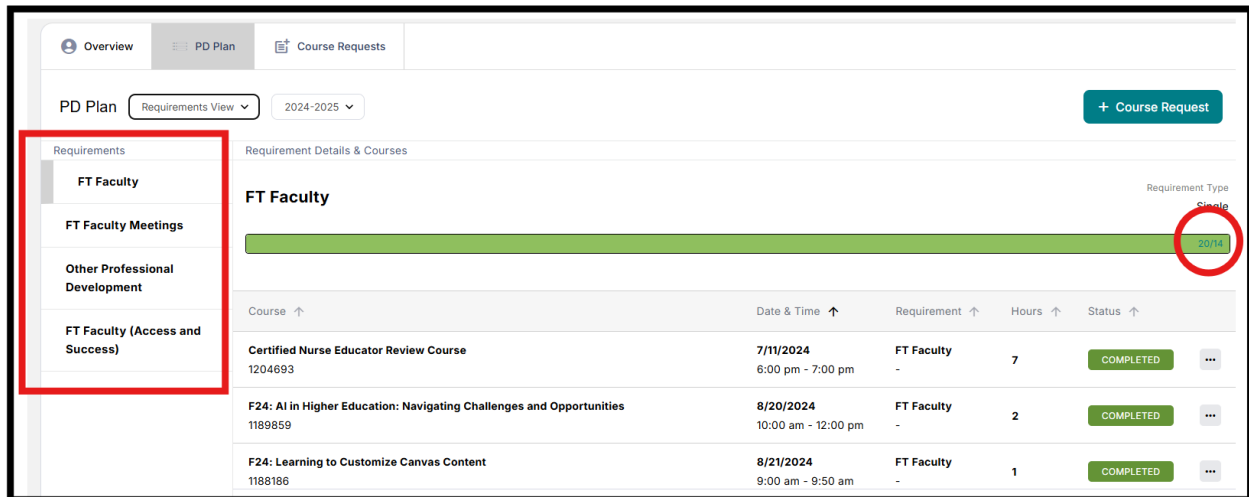 Overview
PD Plan
Course Requests
PD Plan
Requirements View
2024-2025
+ Course Request
Requirements
FT Faculty
FT Faculty Meetings
Other Professional
Development
FT Faculty (Access and
Success)
Requirement Details & Courses
FT Faculty
Requirement Type
Single
20/14
Course ↑ Date & Time ↑ Requirement ↑ Hours ↑ Status ↑
Certified Nurse Educator Review Course 7/11/2024 FT Faculty 7 COMPLETED ...
1204693 6:00 pm - 7:00 pm -
F24: AI in Higher Education: Navigating Challenges and Opportunities 8/20/2024 FT Faculty 2 COMPLETED ...
1189859 10:00 am - 12:00 pm -
F24: Learning to Customize Canvas Content 8/21/2024 FT Faculty 1 COMPLETED ...
1188186 9:00 am - 9:50 am -